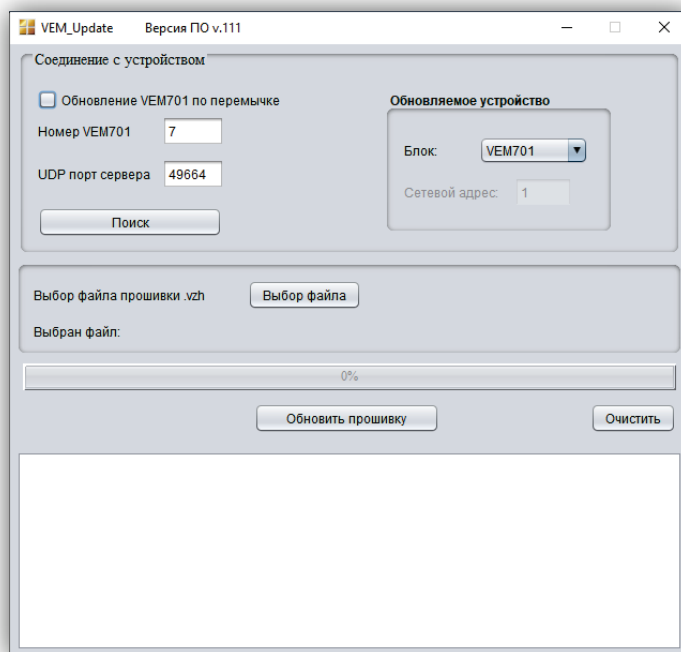 VEM_Update Версия ПО v.111
Соединение с устройством
Обновление VEM701 по перемычке
Номер VEM701 7
UDP порт сервера 49664
Поиск
Обновляемое устройство
Блок: VEM701
Сетевой адрес: 1
Выбор файла прошивки .vzh Выбор файла
Выбран файл:
0%
Обновить прошивку Очистить